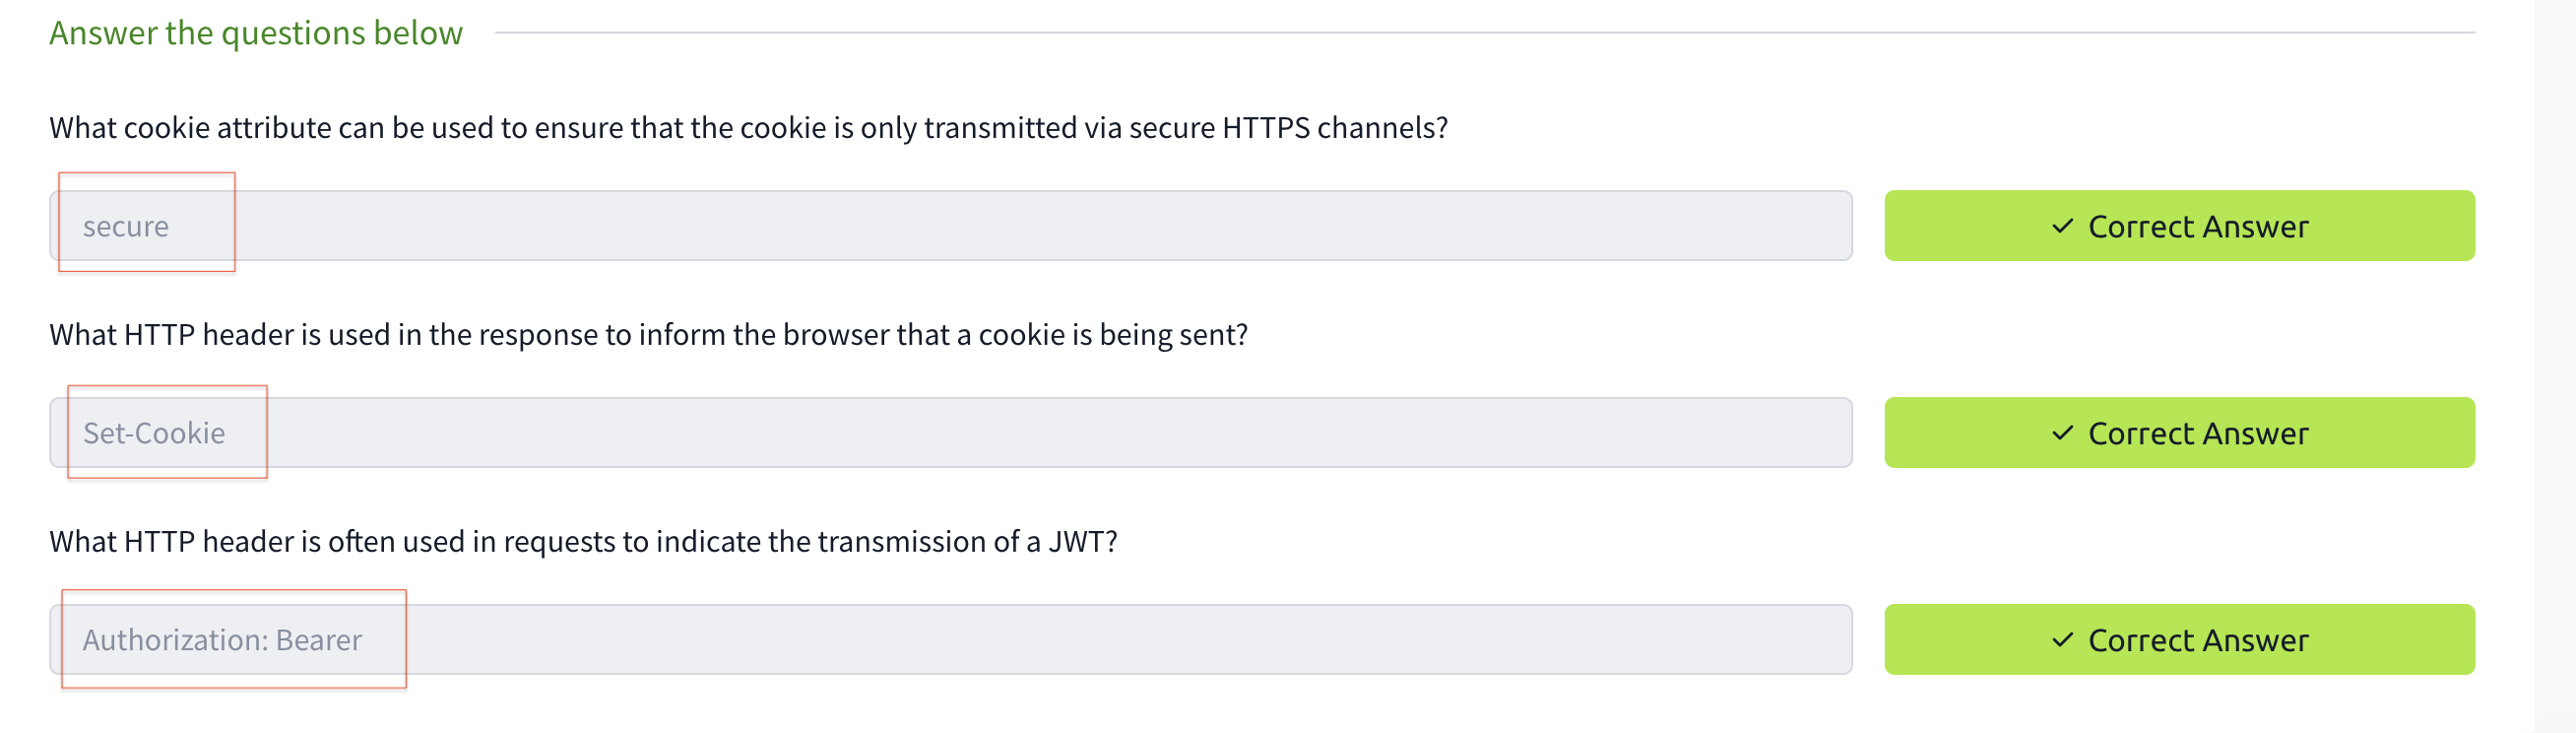 Answer the questions below
What cookie attribute can be used to ensure that the cookie is only transmitted via secure HTTPS channels?
secure
✓ Correct Answer
What HTTP header is used in the response to inform the browser that a cookie is being sent?
Set-Cookie
✓ Correct Answer
What HTTP header is often used in requests to indicate the transmission of a JWT?
Authorization: Bearer
✓ Correct Answer